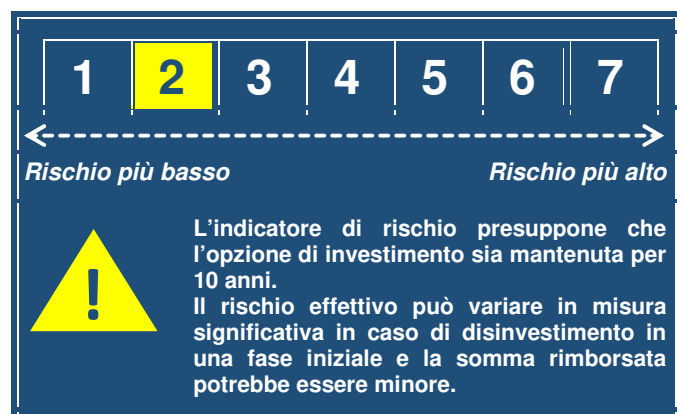 1 2 3 4 5 6 7
Rischio più basso Rischio più alto
!
L'indicatore di rischio presuppone che
l'opzione di investimento sia mantenuta per
10 anni.
Il rischio effettivo può variare in misura
significativa in caso di disinvestimento in
una fase iniziale e la somma rimborsata
potrebbe essere minore.